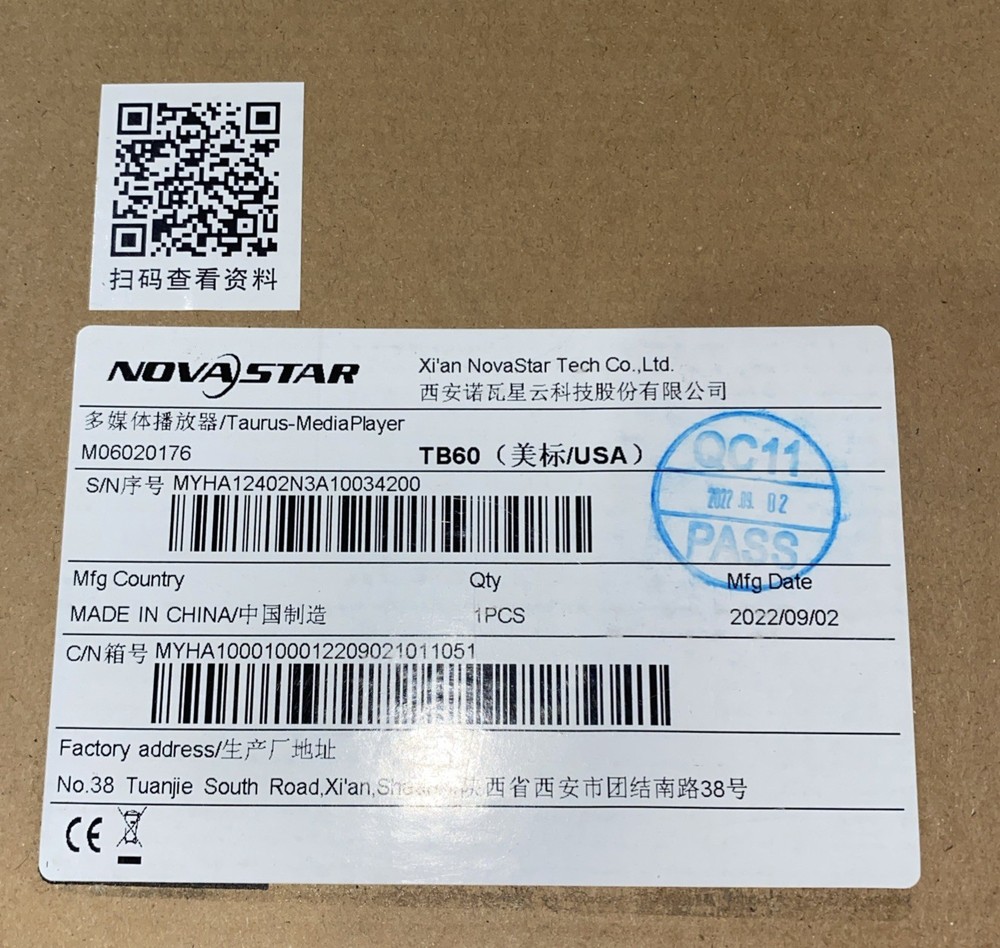 扫码查看资料
NOVASTAR
Xi'an NovaStar Tech Co.,Ltd.
西安诺瓦星云科技股份有限公司
多媒体播放器/Taurus-MediaPlayer
M06020176 TB60（美标/USA）
QC11
2022.09.02
PASS
S/N序号 MYHA12402N3A10034200
Mfg Country Qty Mfg Date
MADE IN CHINA/中国制造 1PCS 2022/09/02
C/N箱号 MYHA1000100012209021011051
Factory address/生产厂地址
No.38 Tuanjie South Road,Xi'an, 陕西省西安市团结南路38号
CE